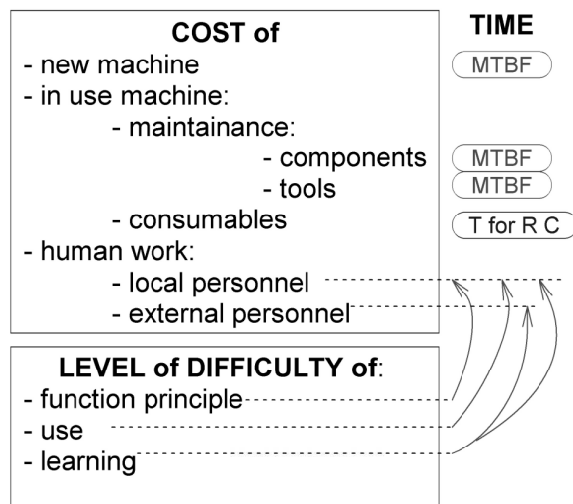 COST of TIME
- new machine MTBF
- in use machine:
- maintainance:
- components MTBF
- tools MTBF
- consumables T for R C
- human work:
- local personnel
- external personnel
LEVEL of DIFFICULTY of:
- function principle
- use
- learning